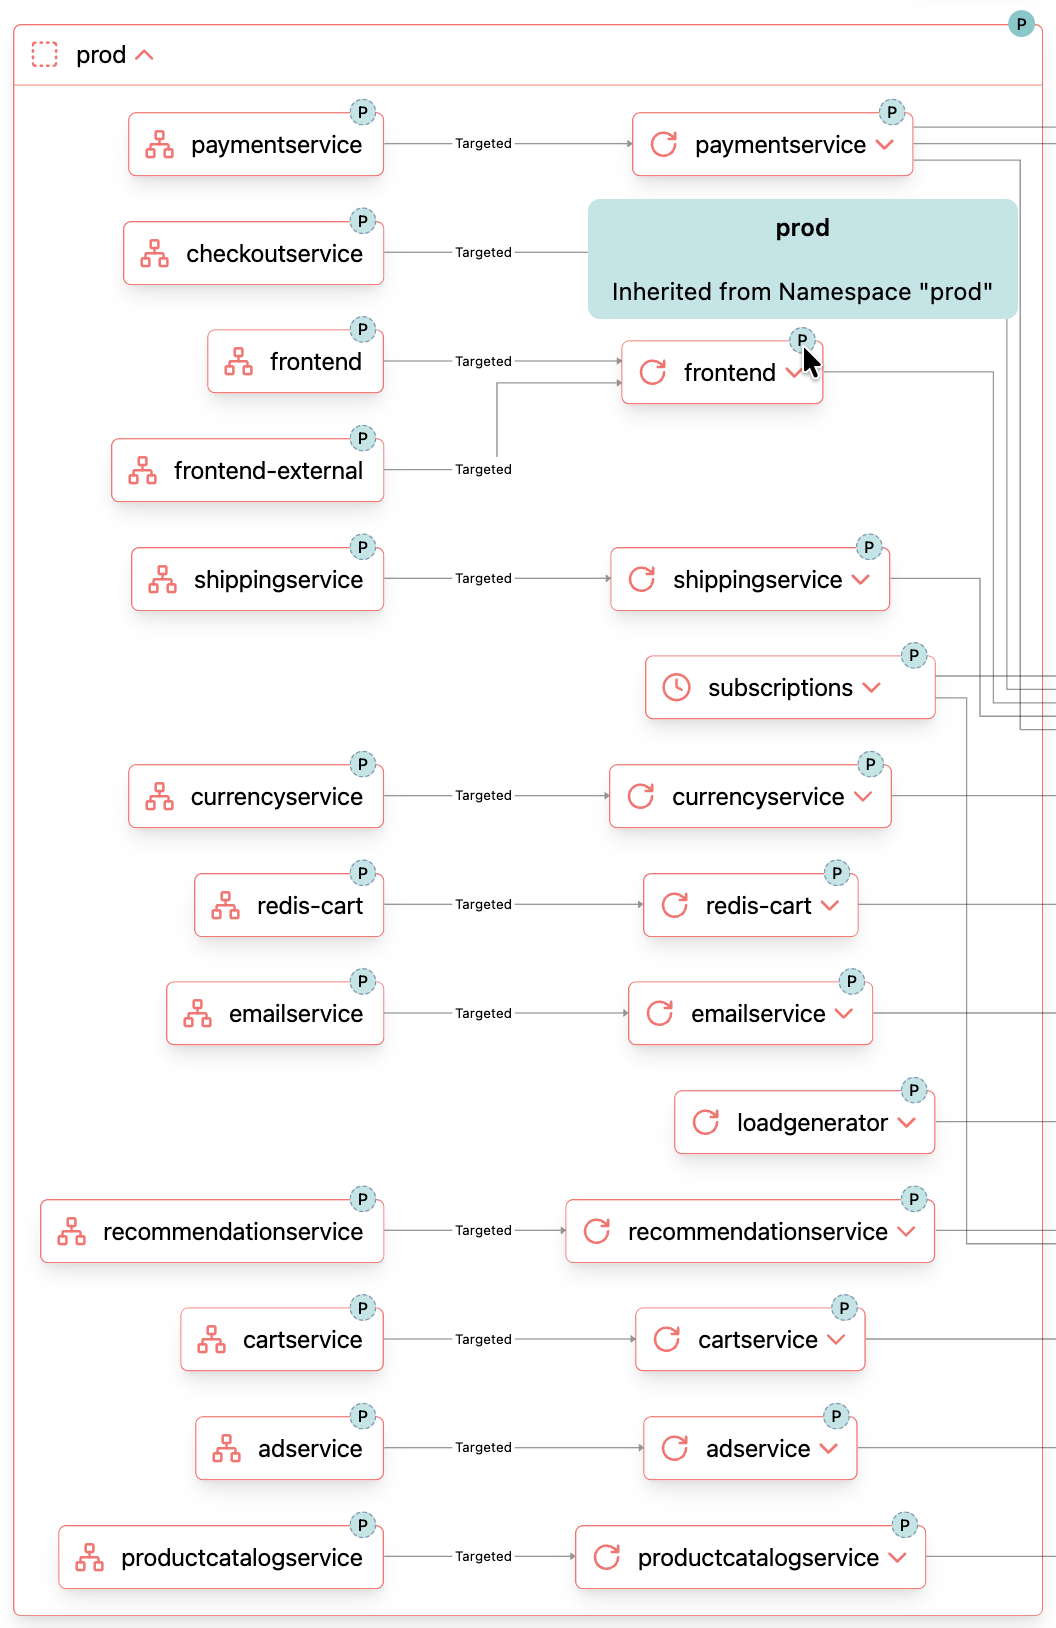 P
prod
P
P
paymentservice
Targeted
paymentservice
P
checkoutservice
Targeted
prod
Inherited from Namespace "prod"
P
P
frontend
Targeted
frontend
P
frontend-external
Targeted
P
P
shippingservice
Targeted
shippingservice
P
subscriptions
P
P
currencyservice
Targeted
currencyservice
P
P
redis-cart
Targeted
redis-cart
P
P
emailservice
Targeted
emailservice
P
loadgenerator
P
P
recommendationservice
Targeted
recommendationservice
P
P
cartservice
Targeted
cartservice
P
P
adservice
Targeted
adservice
P
P
productcatalogservice
Targeted
productcatalogservice